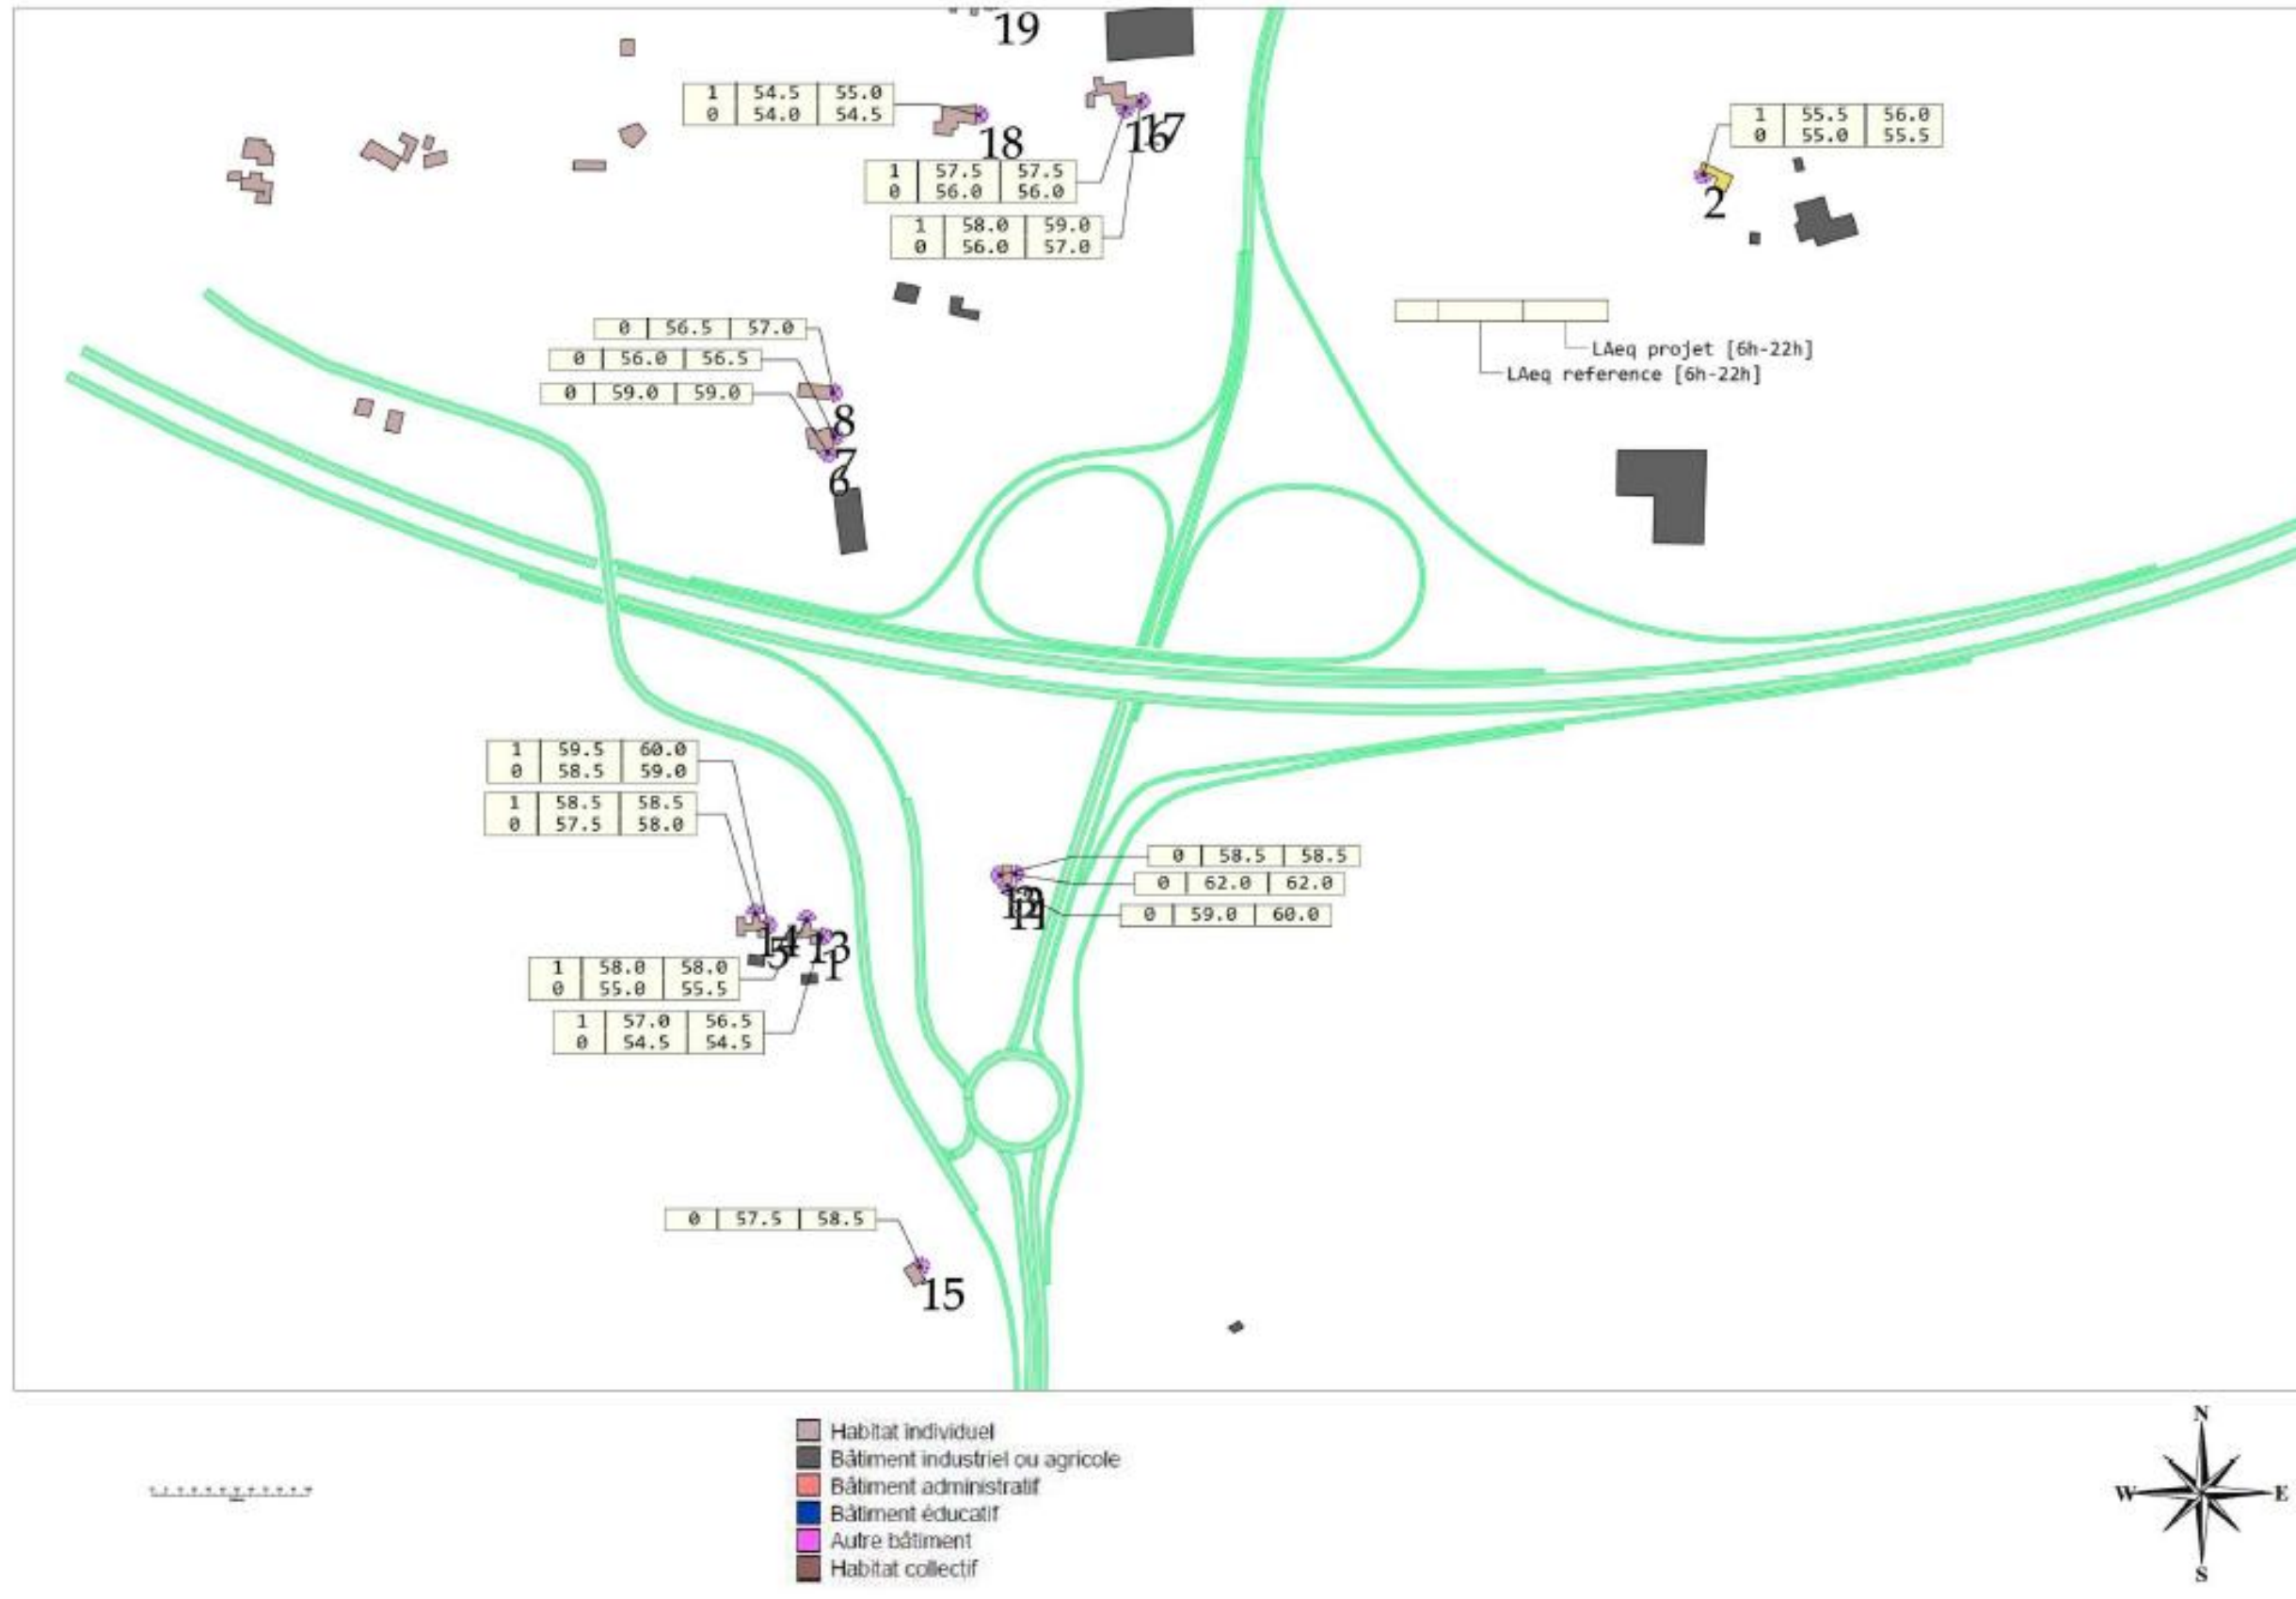 19
1 54.5 55.0
0 54.0 54.5
18
17
16
1 55.5 56.0
0 55.0 55.5
2
1 57.5 57.5
0 56.0 56.0
1 58.0 59.0
0 56.0 57.0
0 56.5 57.0
0 56.0 56.5
0 59.0 59.0
LAeq projet [6h-22h]
LAeq reference [6h-22h]
8
7
6
1 59.5 60.0
0 58.5 59.0
1 58.5 58.5
0 57.5 58.0
0 58.5 58.5
0 62.0 62.0
0 59.0 60.0
14
13
5
1
1 58.0 58.0
0 55.0 55.5
1 57.0 56.5
0 54.5 54.5
0 57.5 58.5
15
Habitat individuel
Bâtiment industriel ou agricole
Bâtiment administratif
Bâtiment éducatif
Autre bâtiment
Habitat collectif
N
W E
S